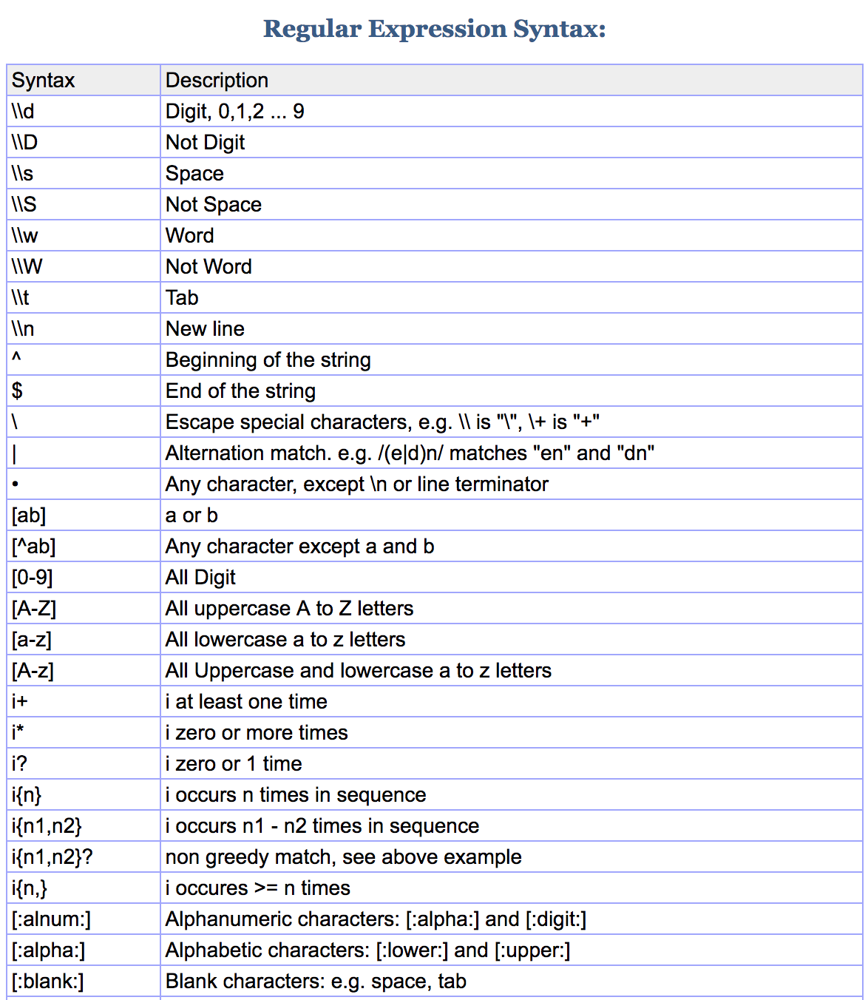 Regular Expression Syntax:
Syntax Description
\\d Digit, 0,1,2 ... 9
\\D Not Digit
\\s Space
\\S Not Space
\\w Word
\\W Not Word
\\t Tab
\\n New line
^ Beginning of the string
$ End of the string
\ Escape special characters, e.g. \\ is "\", \+ is "+"
| Alternation match. e.g. /(e|d)n/ matches "en" and "dn"
• Any character, except \n or line terminator
[ab] a or b
[^ab] Any character except a and b
[0-9] All Digit
[A-Z] All uppercase A to Z letters
[a-z] All lowercase a to z letters
[A-z] All Uppercase and lowercase a to z letters
i+ i at least one time
i* i zero or more times
i? i zero or 1 time
i{n} i occurs n times in sequence
i{n1,n2} i occurs n1 - n2 times in sequence
i{n1,n2}? non greedy match, see above example
i{n,} i occures >= n times
[:alnum:] Alphanumeric characters: [:alpha:] and [:digit:]
[:alpha:] Alphabetic characters: [:lower:] and [:upper:]
[:blank:] Blank characters: e.g. space, tab